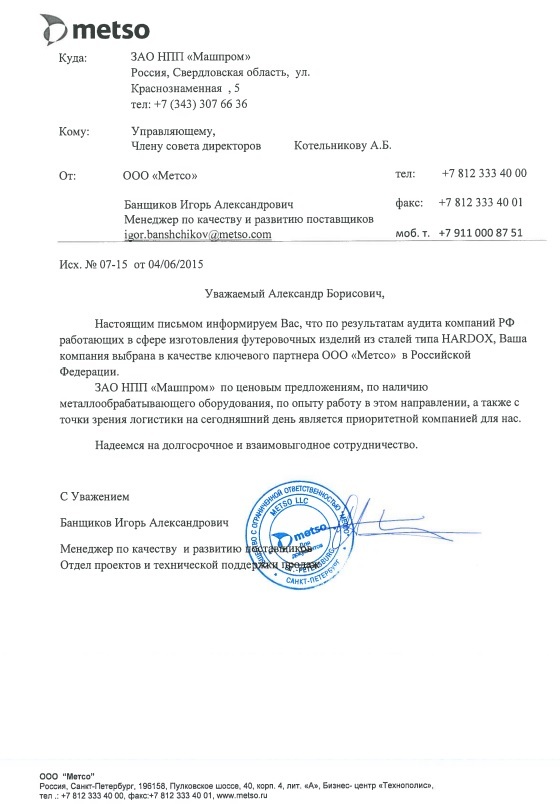 metso
Куда: ЗАО НПП «Машпром»
Россия, Свердловская область, ул.
Краснознаменная , 5
тел: +7 (343) 307 66 36
Кому: Управляющему,
Члену совета директоров Котельникову А.Б.
От: ООО «Метсо» тел: +7 812 333 40 00
Банщиков Игорь Александрович факс: +7 812 333 40 01
Менеджер по качеству и развитию поставщиков
igor.banshchikov@metso.com моб. т. +7 911 000 87 51
Исх. № 07-15 от 04/06/2015
Уважаемый Александр Борисович,
Настоящим письмом информируем Вас, что по результатам аудита компаний РФ
работающих в сфере изготовления футеровочных изделий из сталей типа HARDOX, Ваша
компания выбрана в качестве ключевого партнера ООО «Метсо» в Российской
Федерации.
ЗАО НПП «Машпром» по ценовым предложениям, по наличию
металлообрабатывающего оборудования, по опыту работу в этом направлении, а также с
точки зрения логистики на сегодняшний день является приоритетной компанией для нас.
Надеемся на долгосрочное и взаимовыгодное сотрудничество.
С Уважением
Банщиков Игорь Александрович
Менеджер по качеству и развитию поставщиков
Отдел проектов и технической поддержки продаж
ОБЩЕСТВО С ОГРАНИЧЕННОЙ ОТВЕТСТВЕННОСТЬЮ "МЕТСО"
METSO LLC
metso
Для
документов
ST.-PETERSBURG
САНКТ-ПЕТЕРБУРГ
ООО "Метсо"
Россия, Санкт-Петербург, 196158, Пулковское шоссе, 40, корп. 4, лит. «А», Бизнес- центр «Технополис»,
тел .: +7 812 333 40 00, факс:+7 812 333 40 01, www.metso.ru